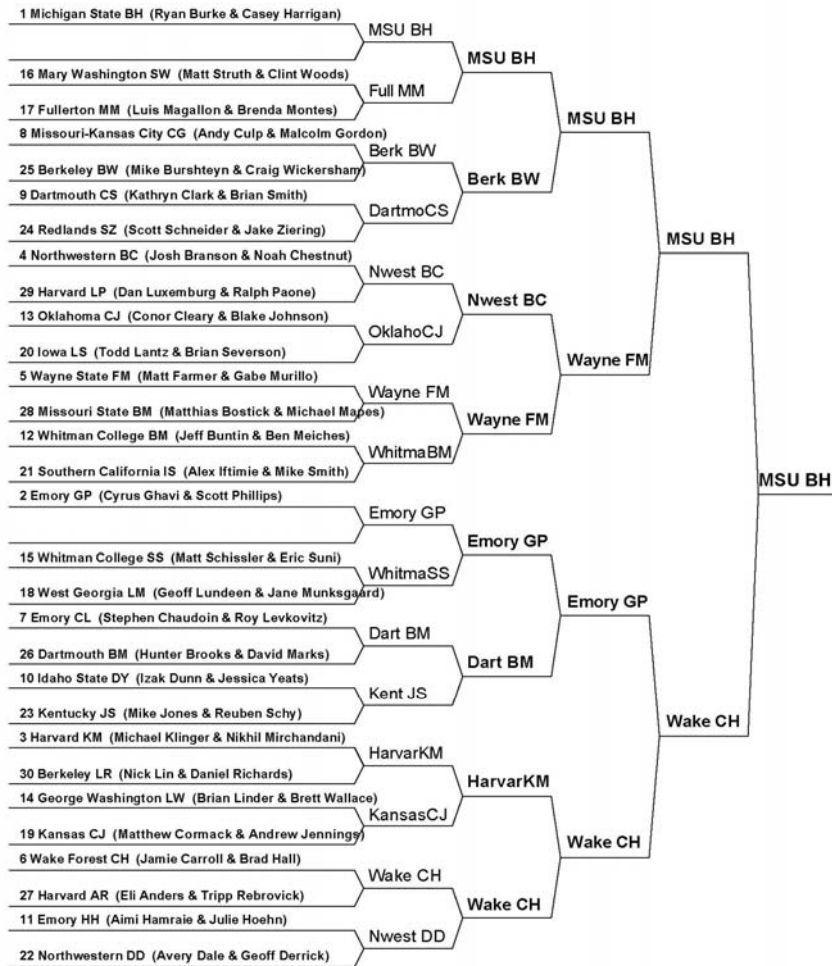 1 Michigan State BH (Ryan Burke & Casey Harrigan)
16 Mary Washington SW (Matt Struth & Clint Woods)
17 Fullerton MM (Luis Magallon & Brenda Montes)
8 Missouri-Kansas City CG (Andy Culp & Malcolm Gordon)
25 Berkeley BW (Mike Burshteyn & Craig Wickersham)
9 Dartmouth CS (Kathryn Clark & Brian Smith)
24 Redlands SZ (Scott Schneider & Jake Ziering)
4 Northwestern BC (Josh Branson & Noah Chestnut)
29 Harvard LP (Dan Luxemburg & Ralph Paone)
13 Oklahoma CJ (Conor Cleary & Blake Johnson)
20 Iowa LS (Todd Lantz & Brian Severson)
5 Wayne State FM (Matt Farmer & Gabe Murillo)
28 Missouri State BM (Matthias Bostick & Michael Mapes)
12 Whitman College BM (Jeff Buntin & Ben Meiches)
21 Southern California IS (Alex Iftimie & Mike Smith)
2 Emory GP (Cyrus Ghavi & Scott Phillips)
15 Whitman College SS (Matt Schissler & Eric Suni)
18 West Georgia LM (Geoff Lundeen & Jane Munksgaard)
7 Emory CL (Stephen Chaudoin & Roy Levkovitz)
26 Dartmouth BM (Hunter Brooks & David Marks)
10 Idaho State DY (Izak Dunn & Jessica Yeats)
23 Kentucky JS (Mike Jones & Reuben Schy)
3 Harvard KM (Michael Klinger & Nikhil Mirchandani)
30 Berkeley LR (Nick Lin & Daniel Richards)
14 George Washington LW (Brian Linder & Brett Wallace)
19 Kansas CJ (Matthew Cormack & Andrew Jennings)
6 Wake Forest CH (Jamie Carroll & Brad Hall)
27 Harvard AR (Eli Anders & Tripp Rebrovick)
11 Emory HH (Aimi Hamraie & Julie Hoehn)
22 Northwestern DD (Avery Dale & Geoff Derrick)
MSU BH
Full MM
Berk BW
DartmoCS
Nwest BC
OklahoCJ
Wayne FM
WhitmaBM
Emory GP
WhitmaSS
Dart BM
Kent JS
HarvarKM
KansasCJ
Wake CH
Nwest DD
MSU BH
Berk BW
Nwest BC
Wayne FM
Emory GP
Dart BM
HarvarKM
Wake CH
MSU BH
Wayne FM
Emory GP
Wake CH
MSU BH
Wake CH
MSU BH